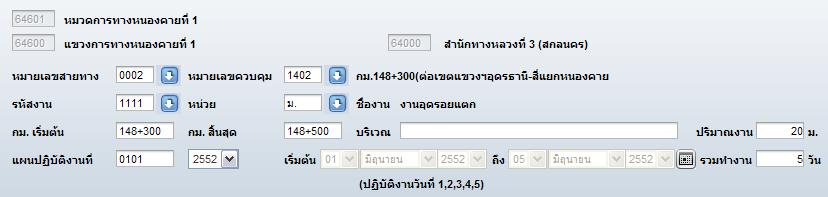 64601 หมวดการทางหนองคายที่ 1
64600 แขวงการทางหนองคายที่ 1 64000 สำนักทางหลวงที่ 3 (สกลนคร)
หมายเลขสายทาง 0002 หมายเลขควบคุม 1402 กม.148+300(ต่อเขตแขวงฯอุดรธานี-สี่แยกหนองคาย
รหัสงาน 1111 หน่วย ม. ชื่องาน งานอุดรอยแตก
กม. เริ่มต้น 148+300 กม. สิ้นสุด 148+500 บริเวณ ปริมาณงาน 20 ม.
แผนปฏิบัติงานที่ 0101 2552 เริ่มต้น 01 มิถุนายน 2552 ถึง 05 มิถุนายน 2552 รวมทำงาน 5 วัน
(ปฏิบัติงานวันที่ 1,2,3,4,5)